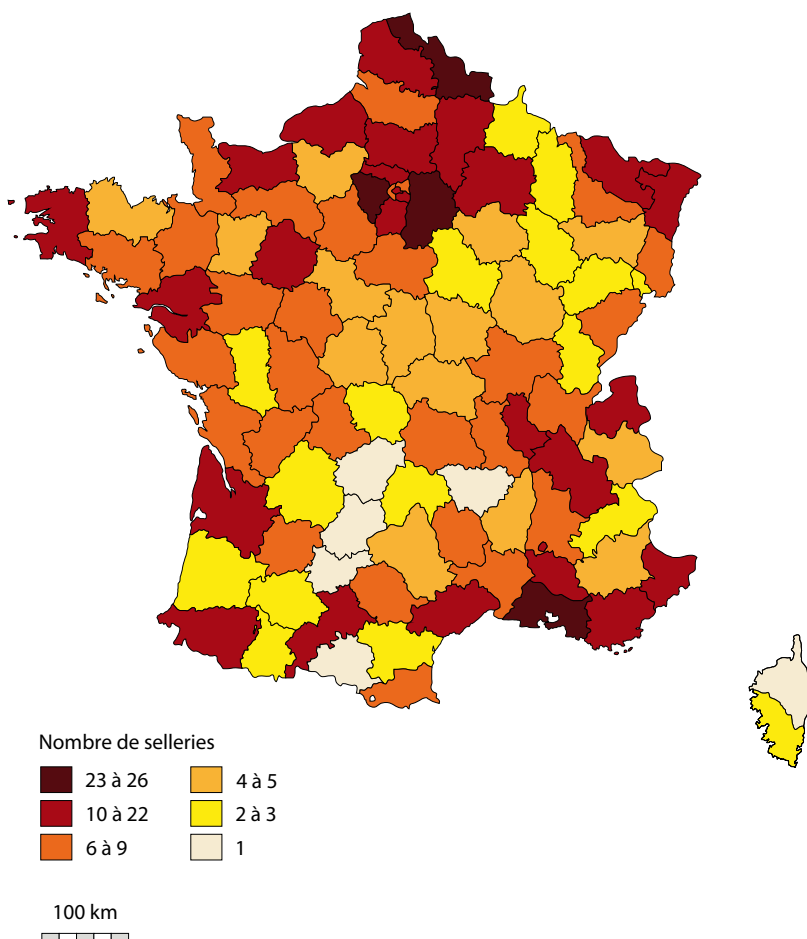 Nombre de selleries
23 à 26
10 à 22
6 à 9
4 à 5
2 à 3
1
100 km